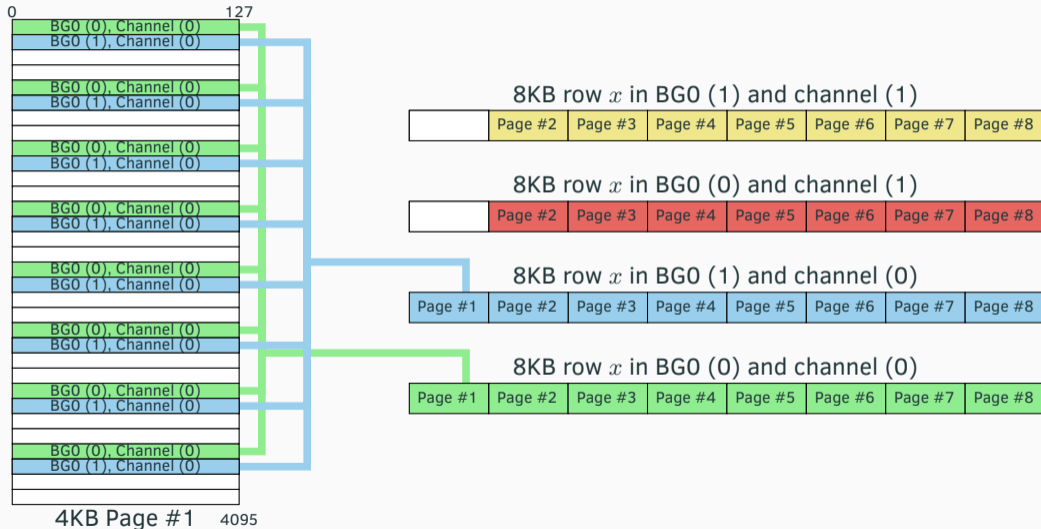 0 127
BG0 (0), Channel (0)
BG0 (1), Channel (0)
BG0 (0), Channel (0)
BG0 (1), Channel (0)
BG0 (0), Channel (0)
BG0 (1), Channel (0)
BG0 (0), Channel (0)
BG0 (1), Channel (0)
BG0 (0), Channel (0)
BG0 (1), Channel (0)
BG0 (0), Channel (0)
BG0 (1), Channel (0)
BG0 (0), Channel (0)
BG0 (1), Channel (0)
BG0 (0), Channel (0)
BG0 (1), Channel (0)
4KB Page #1 4095
8KB row x in BG0 (1) and channel (1)
Page #2 Page #3 Page #4 Page #5 Page #6 Page #7 Page #8
8KB row x in BG0 (0) and channel (1)
Page #2 Page #3 Page #4 Page #5 Page #6 Page #7 Page #8
8KB row x in BG0 (1) and channel (0)
Page #1 Page #2 Page #3 Page #4 Page #5 Page #6 Page #7 Page #8
8KB row x in BG0 (0) and channel (0)
Page #1 Page #2 Page #3 Page #4 Page #5 Page #6 Page #7 Page #8